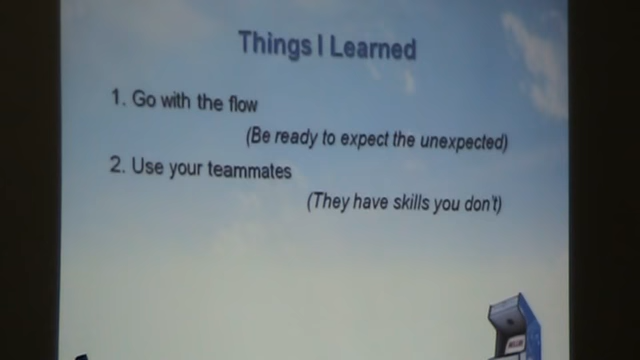 Things I Learned
1. Go with the flow
(Be ready to expect the unexpected)
2. Use your teammates
(They have skills you don't)